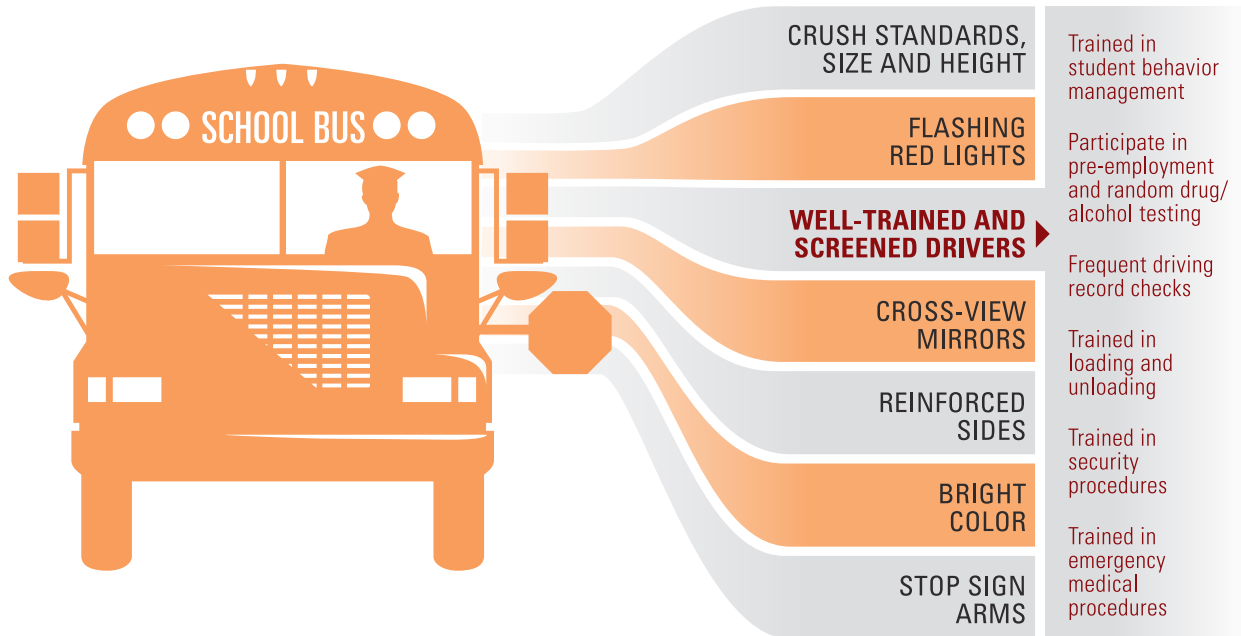 SCHOOL BUS
CRUSH STANDARDS,
SIZE AND HEIGHT
FLASHING
RED LIGHTS
WELL-TRAINED AND
SCREENED DRIVERS
CROSS-VIEW
MIRRORS
REINFORCED
SIDES
BRIGHT
COLOR
STOP SIGN
ARMS
Trained in
student behavior
management
Participate in
pre-employment
and random drug/
alcohol testing
Frequent driving
record checks
Trained in
loading and
unloading
Trained in
security
procedures
Trained in
emergency
medical
procedures